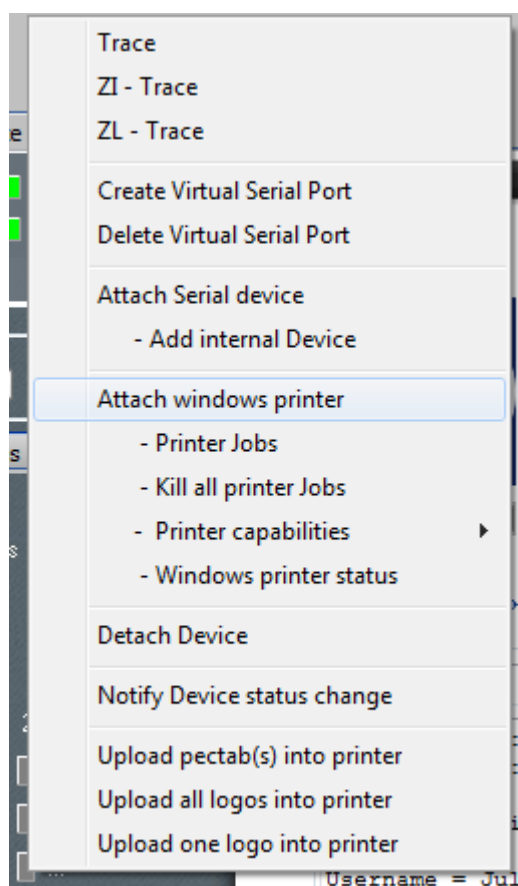 Trace
ZI - Trace
ZL - Trace
Create Virtual Serial Port
Delete Virtual Serial Port
Attach Serial device
- Add internal Device
Attach windows printer
- Printer Jobs
- Kill all printer Jobs
- Printer capabilities
- Windows printer status
Detach Device
Notify Device status change
Upload pectab(s) into printer
Upload all logos into printer
Upload one logo into printer
Username = Jul